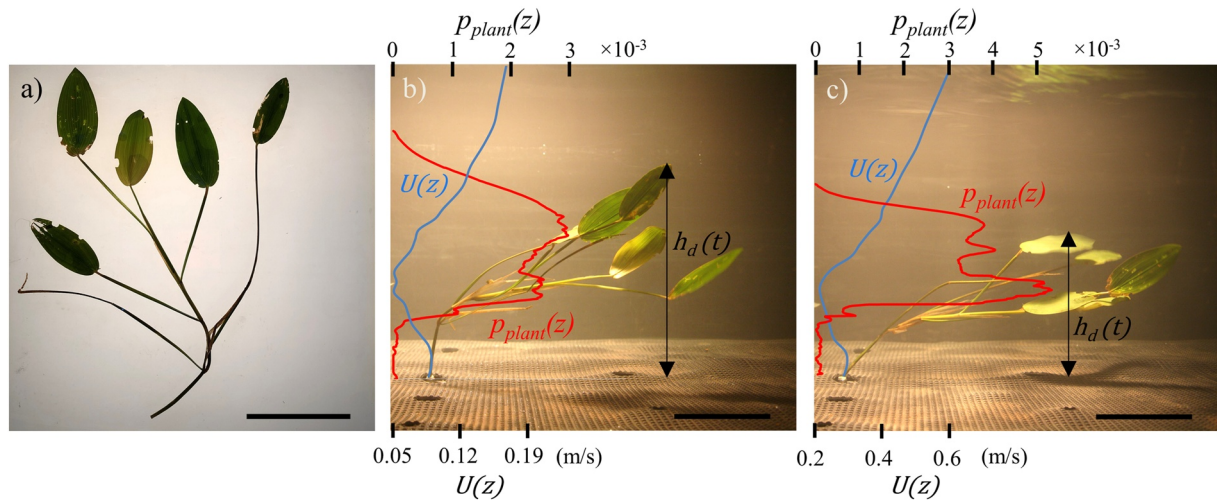 p_plant(z)
0 1 2 3 ×10⁻³
p_plant(z)
0 1 2 3 4 5 ×10⁻³
a)
b)
c)
U(z)
h_d(t)
p_plant(z)
U(z)
p_plant(z)
h_d(t)
0.05 0.12 0.19 (m/s)
U(z)
0.2 0.4 0.6 (m/s)
U(z)